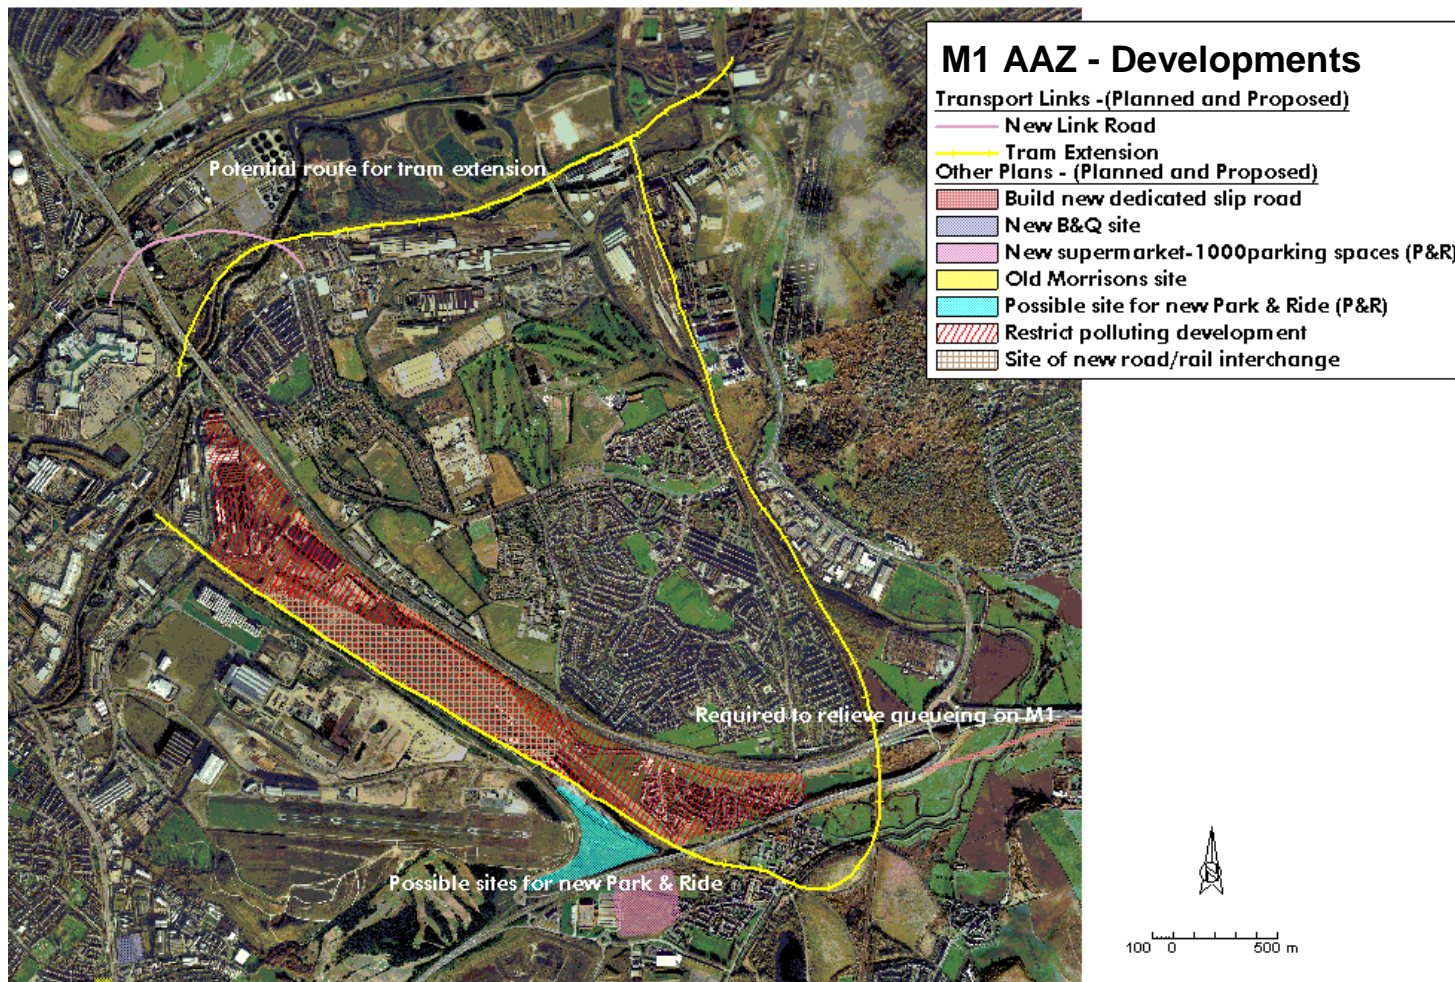 M1 AAZ - Developments
Transport Links -(Planned and Proposed)
New Link Road
Tram Extension
Other Plans - (Planned and Proposed)
Build new dedicated slip road
New B&Q site
New supermarket-1000parking spaces (P&R)
Old Morrisons site
Possible site for new Park & Ride (P&R)
Restrict polluting development
Site of new road/rail interchange
Potential route for tram extension
Required to relieve queueing on M1
Possible sites for new Park & Ride
100 0 500 m